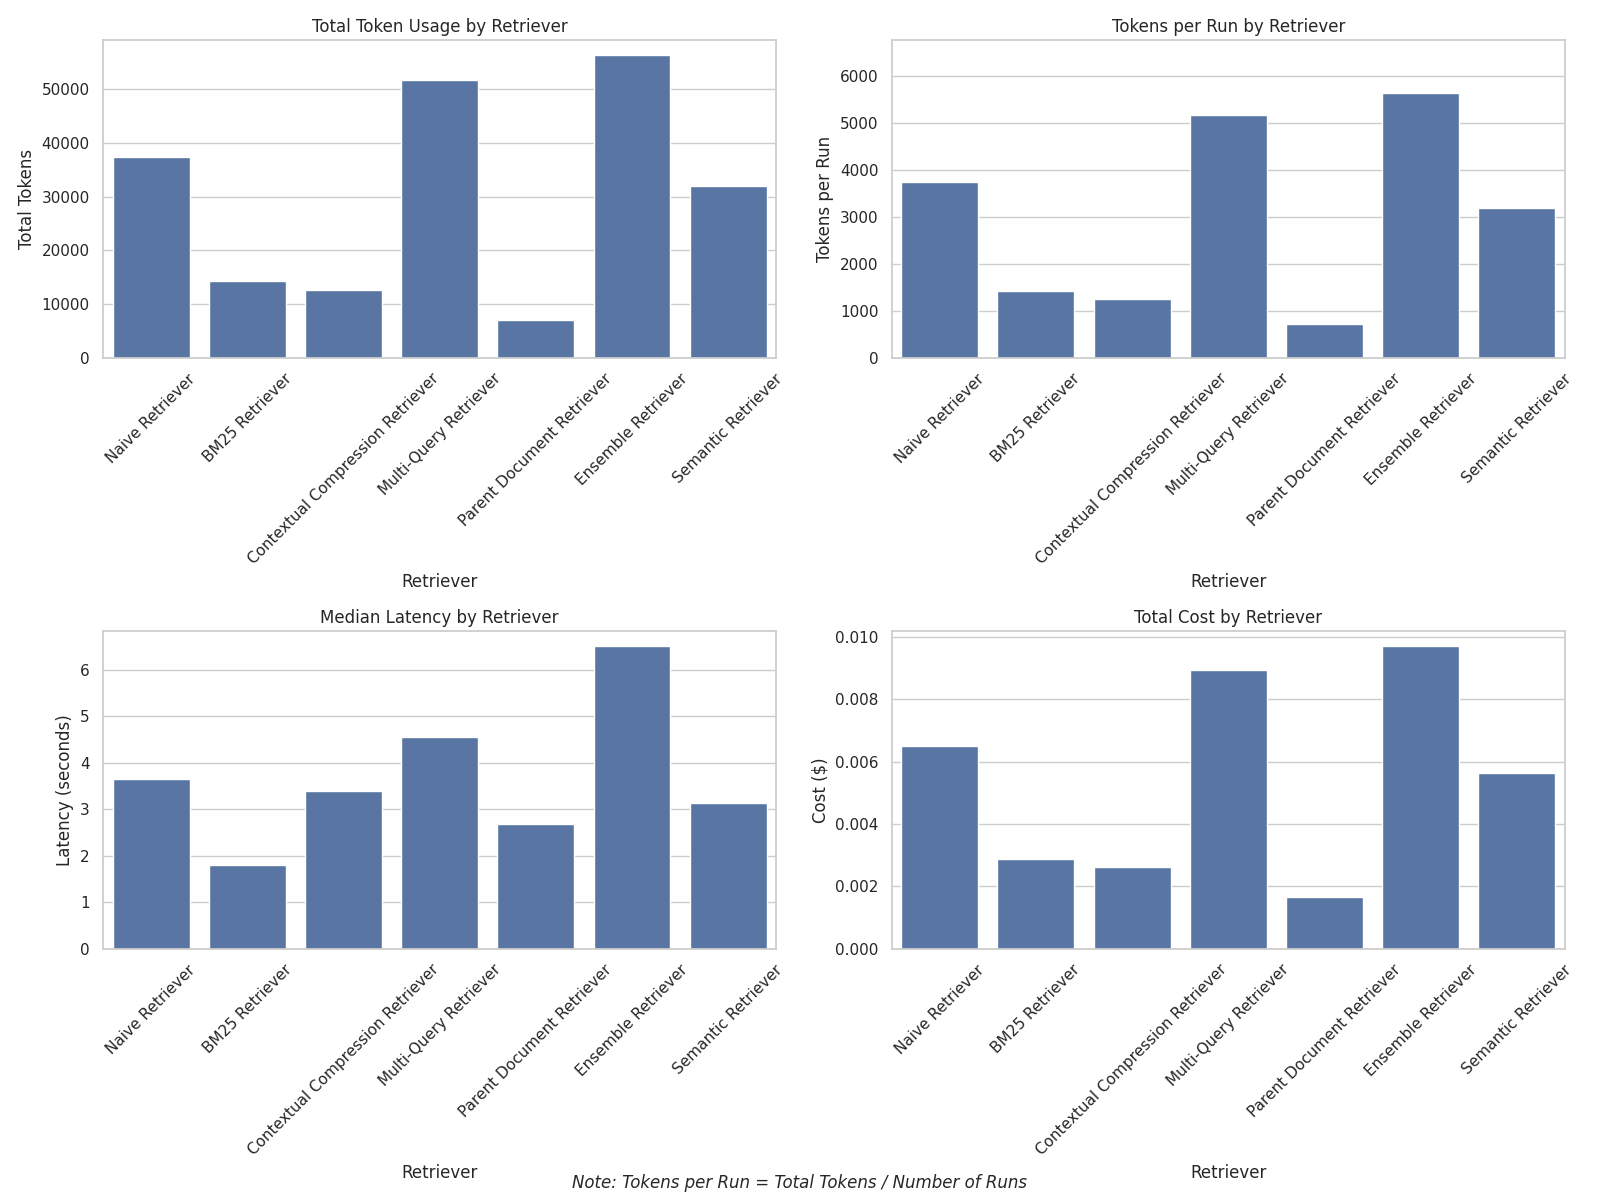 Total Token Usage by Retriever
Total Tokens
50000
40000
30000
20000
10000
0
Naive Retriever
BM25 Retriever
Contextual Compression Retriever
Multi-Query Retriever
Parent Document Retriever
Ensemble Retriever
Semantic Retriever
Retriever
Tokens per Run by Retriever
Tokens per Run
6000
5000
4000
3000
2000
1000
0
Naive Retriever
BM25 Retriever
Contextual Compression Retriever
Multi-Query Retriever
Parent Document Retriever
Ensemble Retriever
Semantic Retriever
Retriever
Median Latency by Retriever
Latency (seconds)
6
5
4
3
2
1
0
Naive Retriever
BM25 Retriever
Contextual Compression Retriever
Multi-Query Retriever
Parent Document Retriever
Ensemble Retriever
Semantic Retriever
Retriever
Total Cost by Retriever
Cost ($)
0.010
0.008
0.006
0.004
0.002
0.000
Naive Retriever
BM25 Retriever
Contextual Compression Retriever
Multi-Query Retriever
Parent Document Retriever
Ensemble Retriever
Semantic Retriever
Retriever
Note: Tokens per Run = Total Tokens / Number of Runs